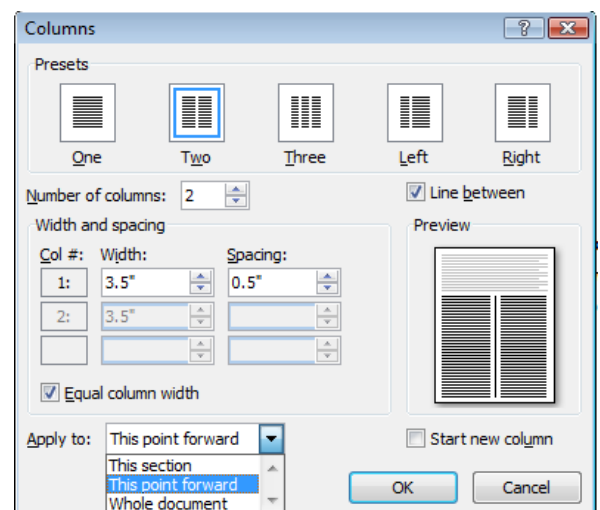 Columns
Presets
One Two Three Left Right
Number of columns: 2
Line between
Width and spacing
Preview
Col #: Width: Spacing:
1: 3.5" 0.5"
2: 3.5"
Equal column width
Apply to: This point forward
Start new column
This section
This point forward
Whole document
OK Cancel